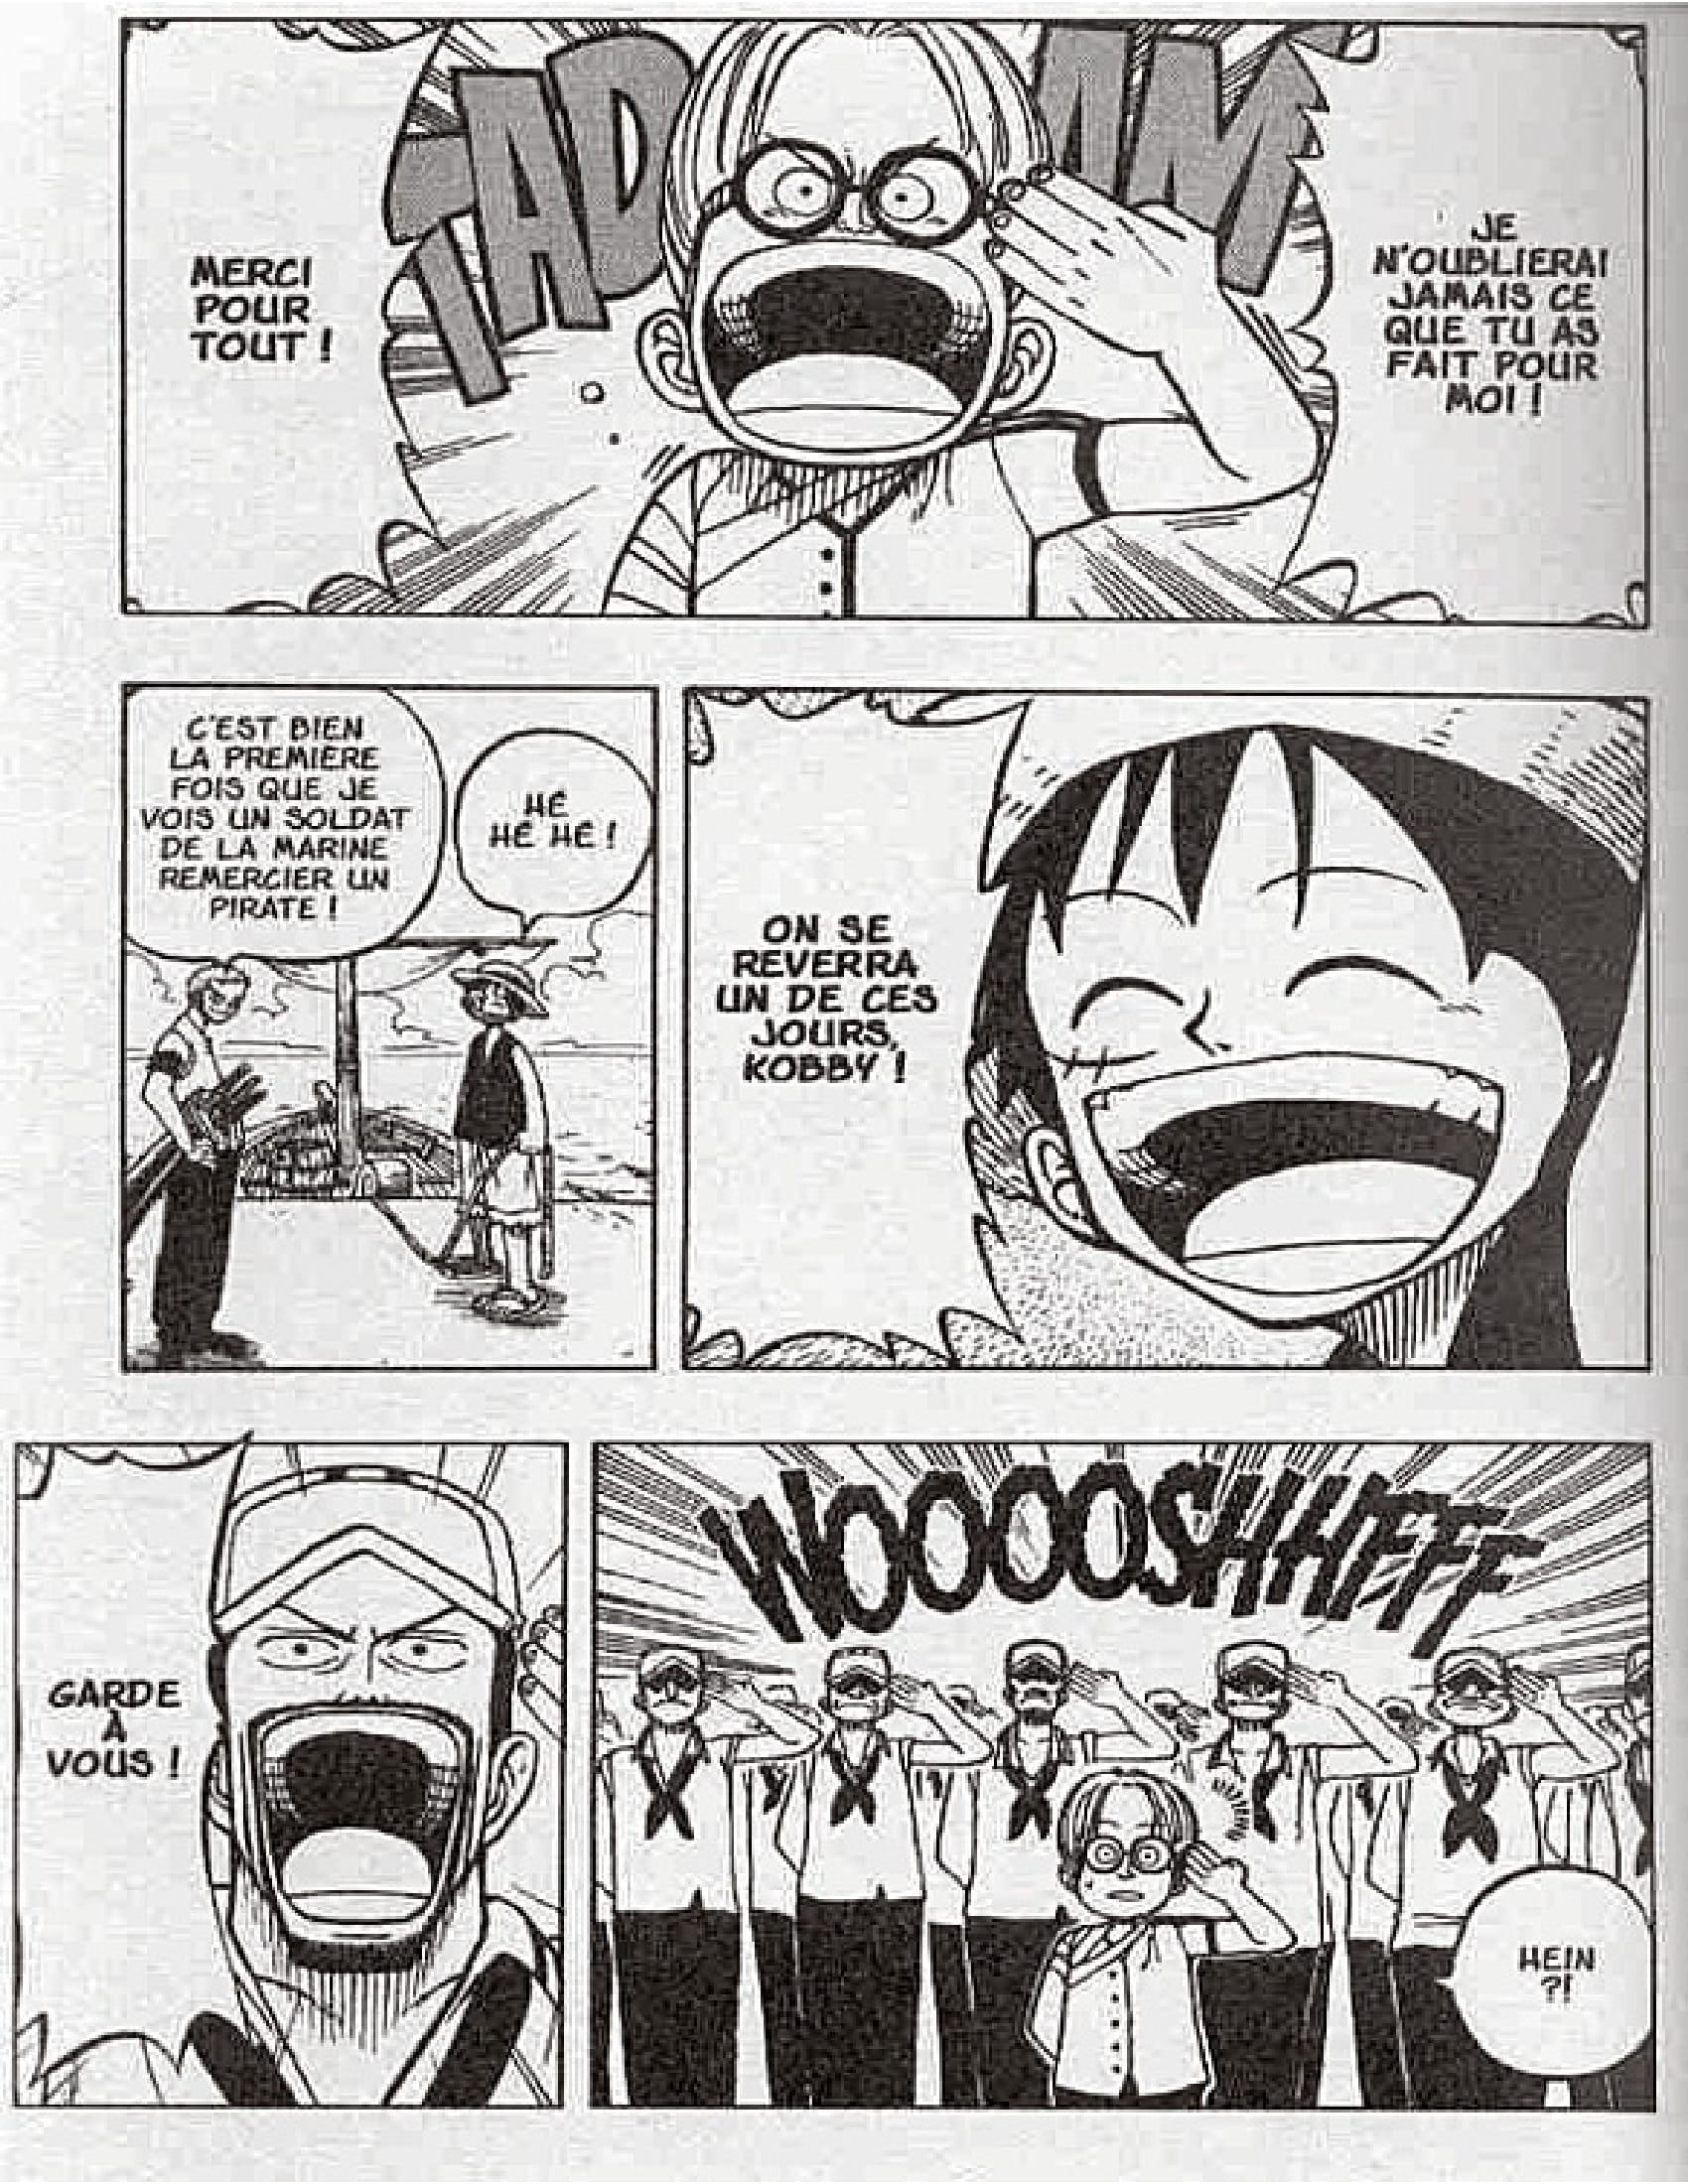 JE
N'OUBLIERAI
JAMAIS CE
QUE TU AS
FAIT POUR
MOI !
TADAM
MERCI
POUR
TOUT !
ON SE
REVERRA
UN DE CES
JOURS,
KOBBY !
HÉ
HÉ HÉ !
C'EST BIEN
LA PREMIÈRE
FOIS QUE JE
VOIS UN SOLDAT
DE LA MARINE
REMERCIER UN
PIRATE !
WOOOOSHHFFF
HEIN
?!
GARDE
À
VOUS !